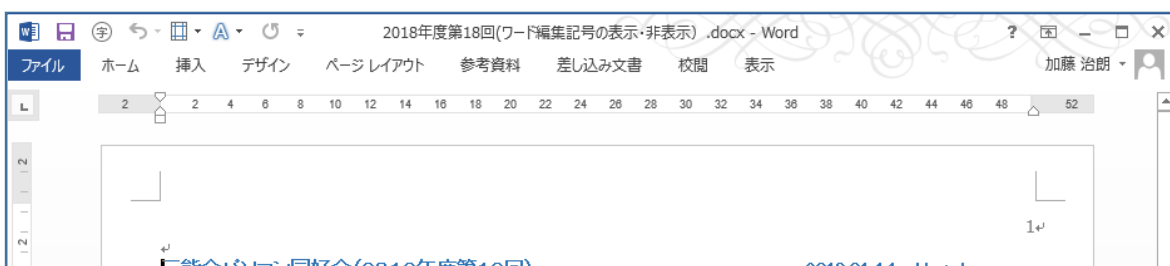 字 A 2018年度第18回(ワード編集記号の表示・非表示) .docx - Word ?
ファイル ホーム 挿入 デザイン ページ レイアウト 参考資料 差し込み文書 校閲 表示 加藤 治朗
L 2 2 4 6 8 10 12 14 16 18 20 22 24 26 28 30 32 34 36 38 40 42 44 46 48 52
2
1↵
2
↵